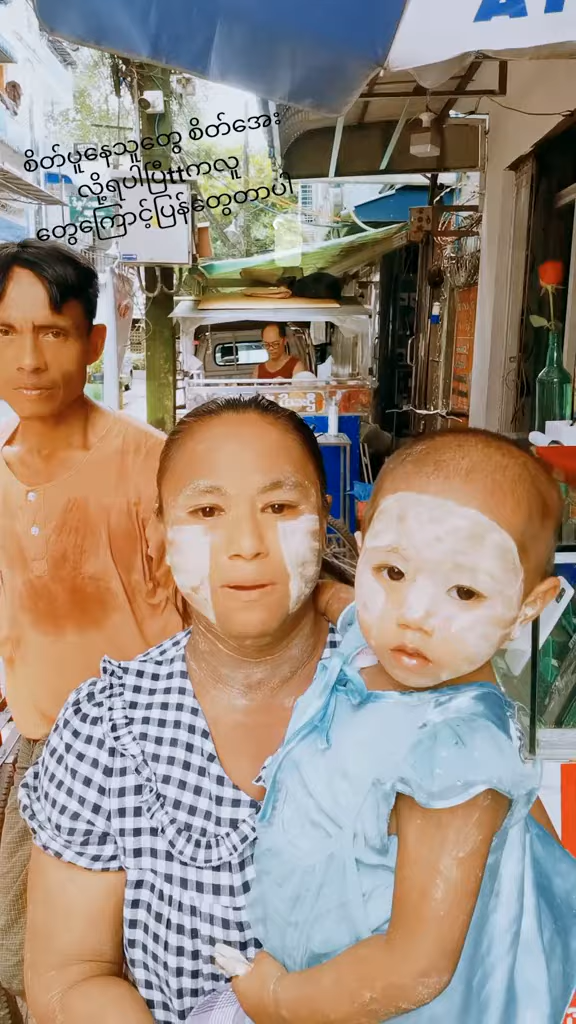 စိတ်ပူနေသူတွေ စိတ်အေး
လို့ရပါပြီttကလူ
တွေကြောင့်ပြန်တွေ့တာပါ